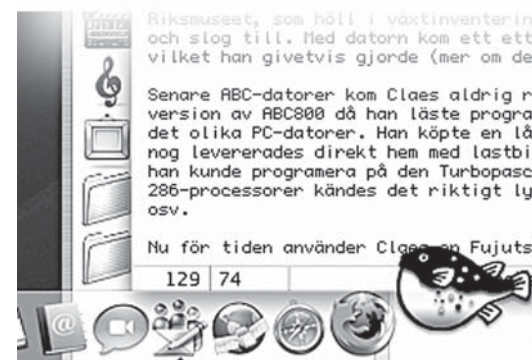 Riksmuseet, som höll i växtinventerin
och slog till. Med datorn kom ett ett
vilket han givetvis gjorde (mer om de
Senare ABC-datorer kom Claes aldrig r
version av ABC800 då han läste progra
det olika PC-datorer. Han köpte en lå
nog levererades direkt hem med lastbi
han kunde programera på den Turbopasc
286-processorer kändes det riktigt ly
osv.
Nu för tiden använder Claes en Fujuts
129 74
@